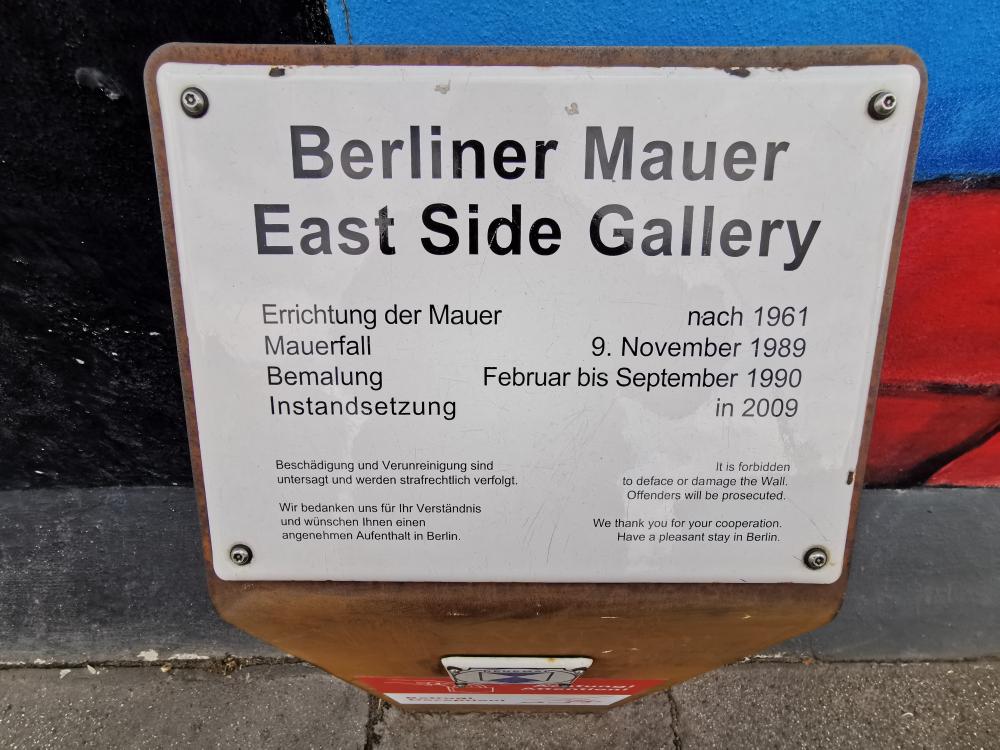 Berliner Mauer
East Side Gallery
Errichtung der Mauer nach 1961
Mauerfall 9. November 1989
Bemalung Februar bis September 1990
Instandsetzung in 2009
Beschädigung und Verunreinigung sind
untersagt und werden strafrechtlich verfolgt.
Wir bedanken uns für Ihr Verständnis
und wünschen Ihnen einen
angenehmen Aufenthalt in Berlin.
It is forbidden
to deface or damage the Wall.
Offenders will be prosecuted.
We thank you for your cooperation.
Have a pleasant stay in Berlin.
Achtung!
Attention!